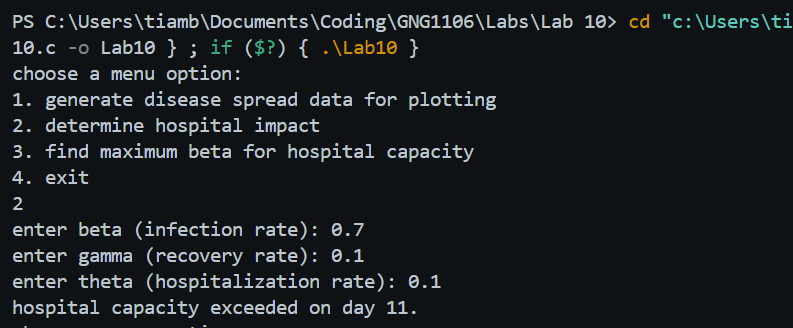 PS C:\Users\tiamb\Documents\Coding\GNG1106\Labs\Lab 10> cd "c:\Users\ti
10.c -o Lab10 } ; if ($?) { .\Lab10 }
choose a menu option:
1. generate disease spread data for plotting
2. determine hospital impact
3. find maximum beta for hospital capacity
4. exit
2
enter beta (infection rate): 0.7
enter gamma (recovery rate): 0.1
enter theta (hospitalization rate): 0.1
hospital capacity exceeded on day 11.